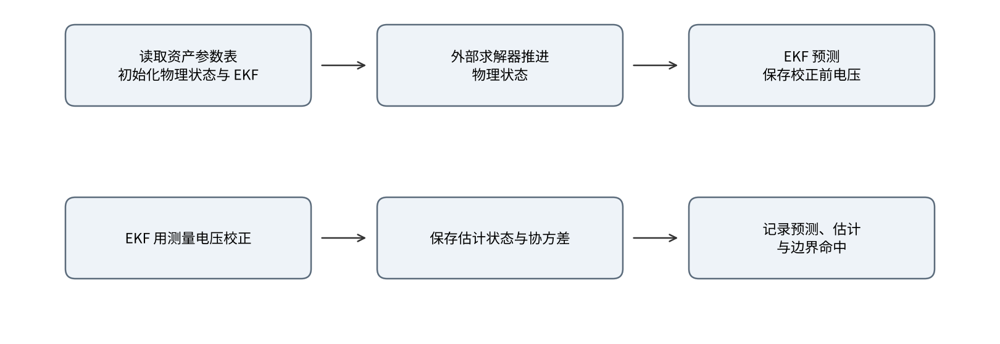 读取资产参数表
初始化物理状态与 EKF
外部求解器推进
物理状态
EKF 预测
保存校正前电压
EKF 用测量电压校正
保存估计状态与协方差
记录预测、估计
与边界命中